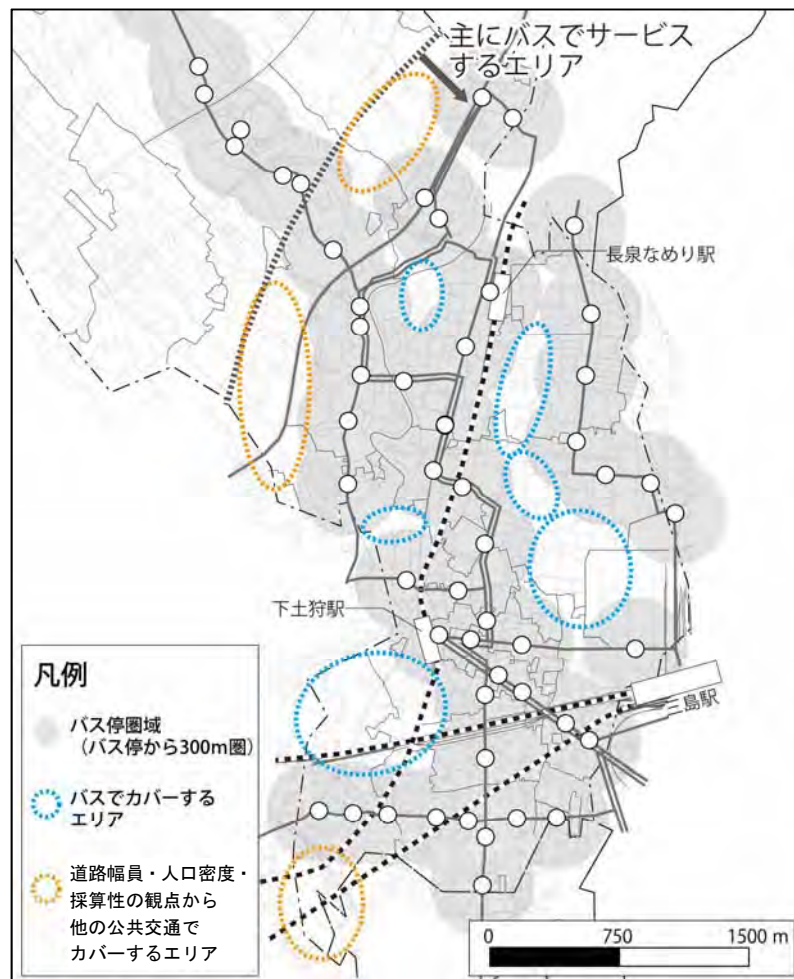 主にバスでサービス
するエリア
長泉なめり駅
下土狩駅
三島駅
凡例
バス停圏域
(バス停から300m圏)
バスでカバーする
エリア
道路幅員・人口密度・
採算性の観点から
他の公共交通で
カバーするエリア
0 750 1500 m